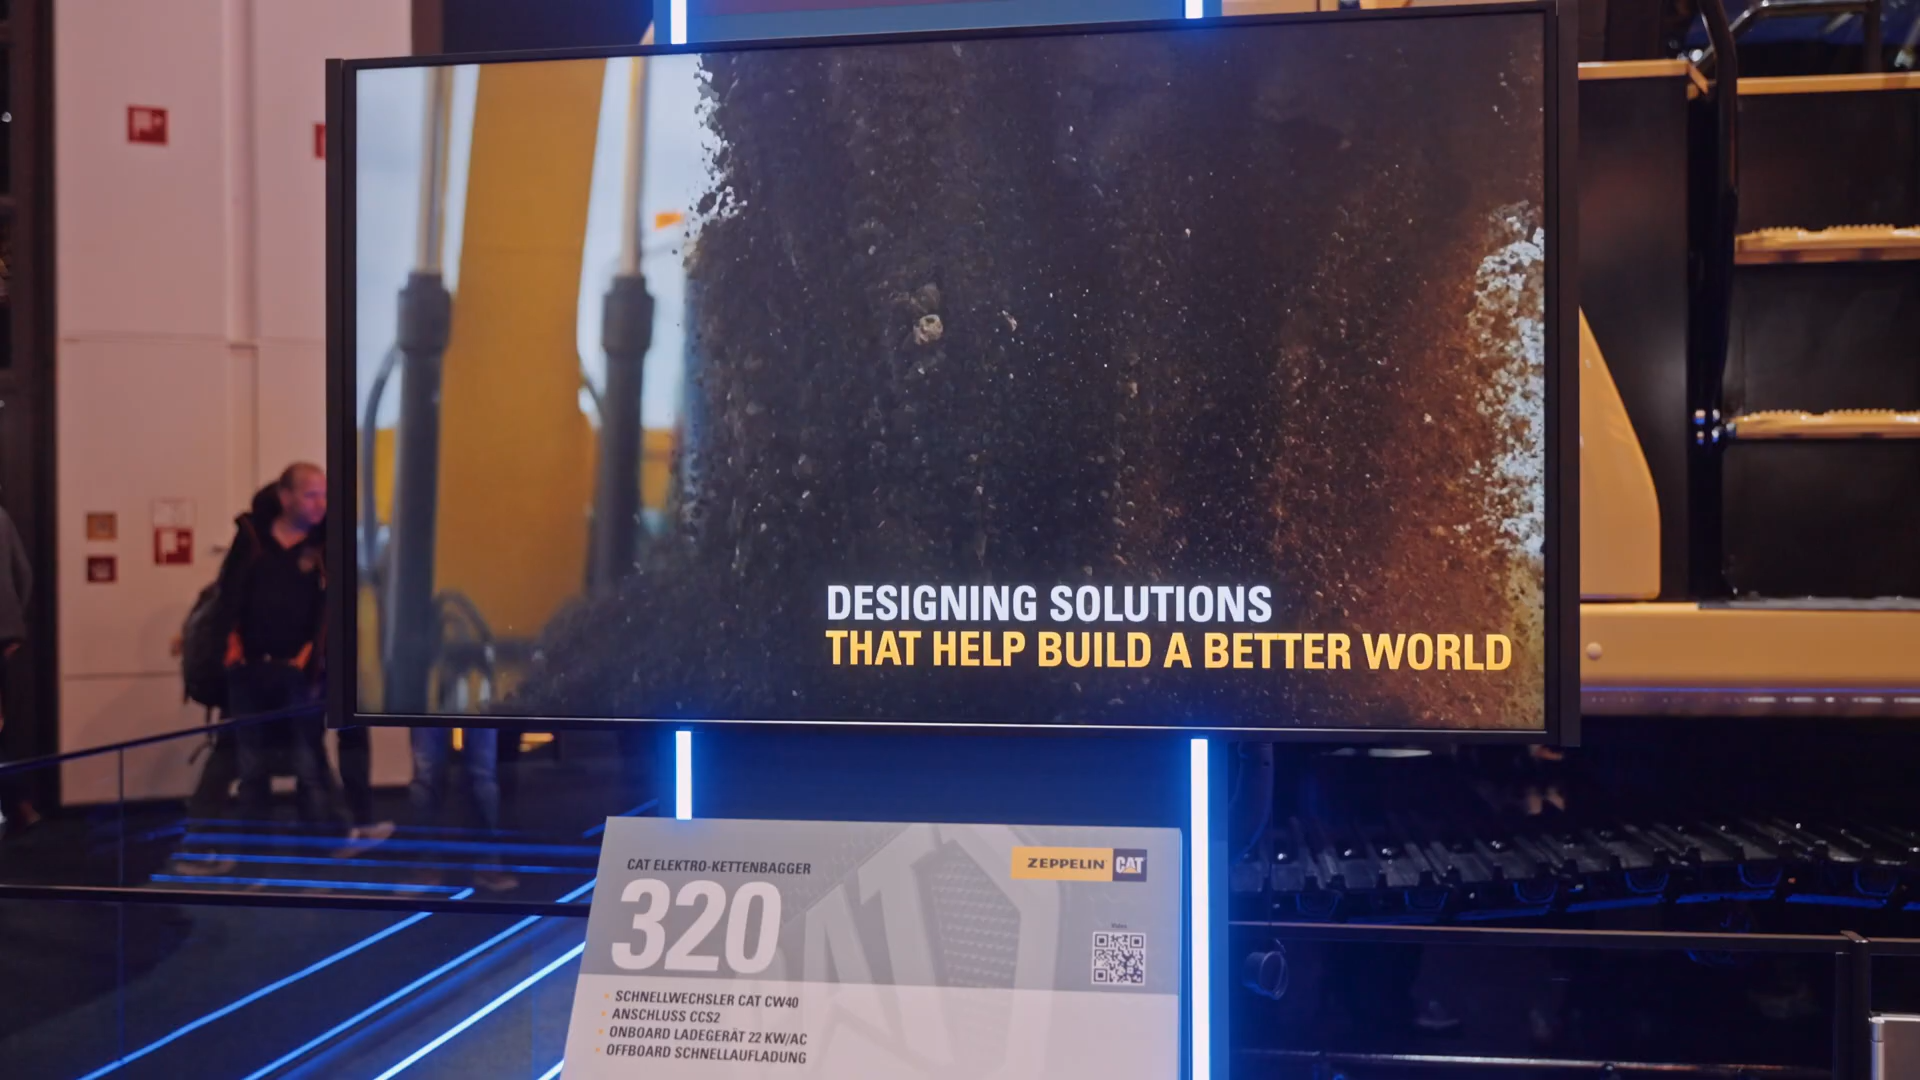 DESIGNING SOLUTIONS
THAT HELP BUILD A BETTER WORLD
CAT ELEKTRO-KETTENBAGGER
320
ZEPPELIN CAT
Video
SCHNELLWECHSLER CAT CW40
ANSCHLUSS CCS2
ONBOARD LADEGERÄT 22 KW/AC
OFFBOARD SCHNELLAUFLADUNG